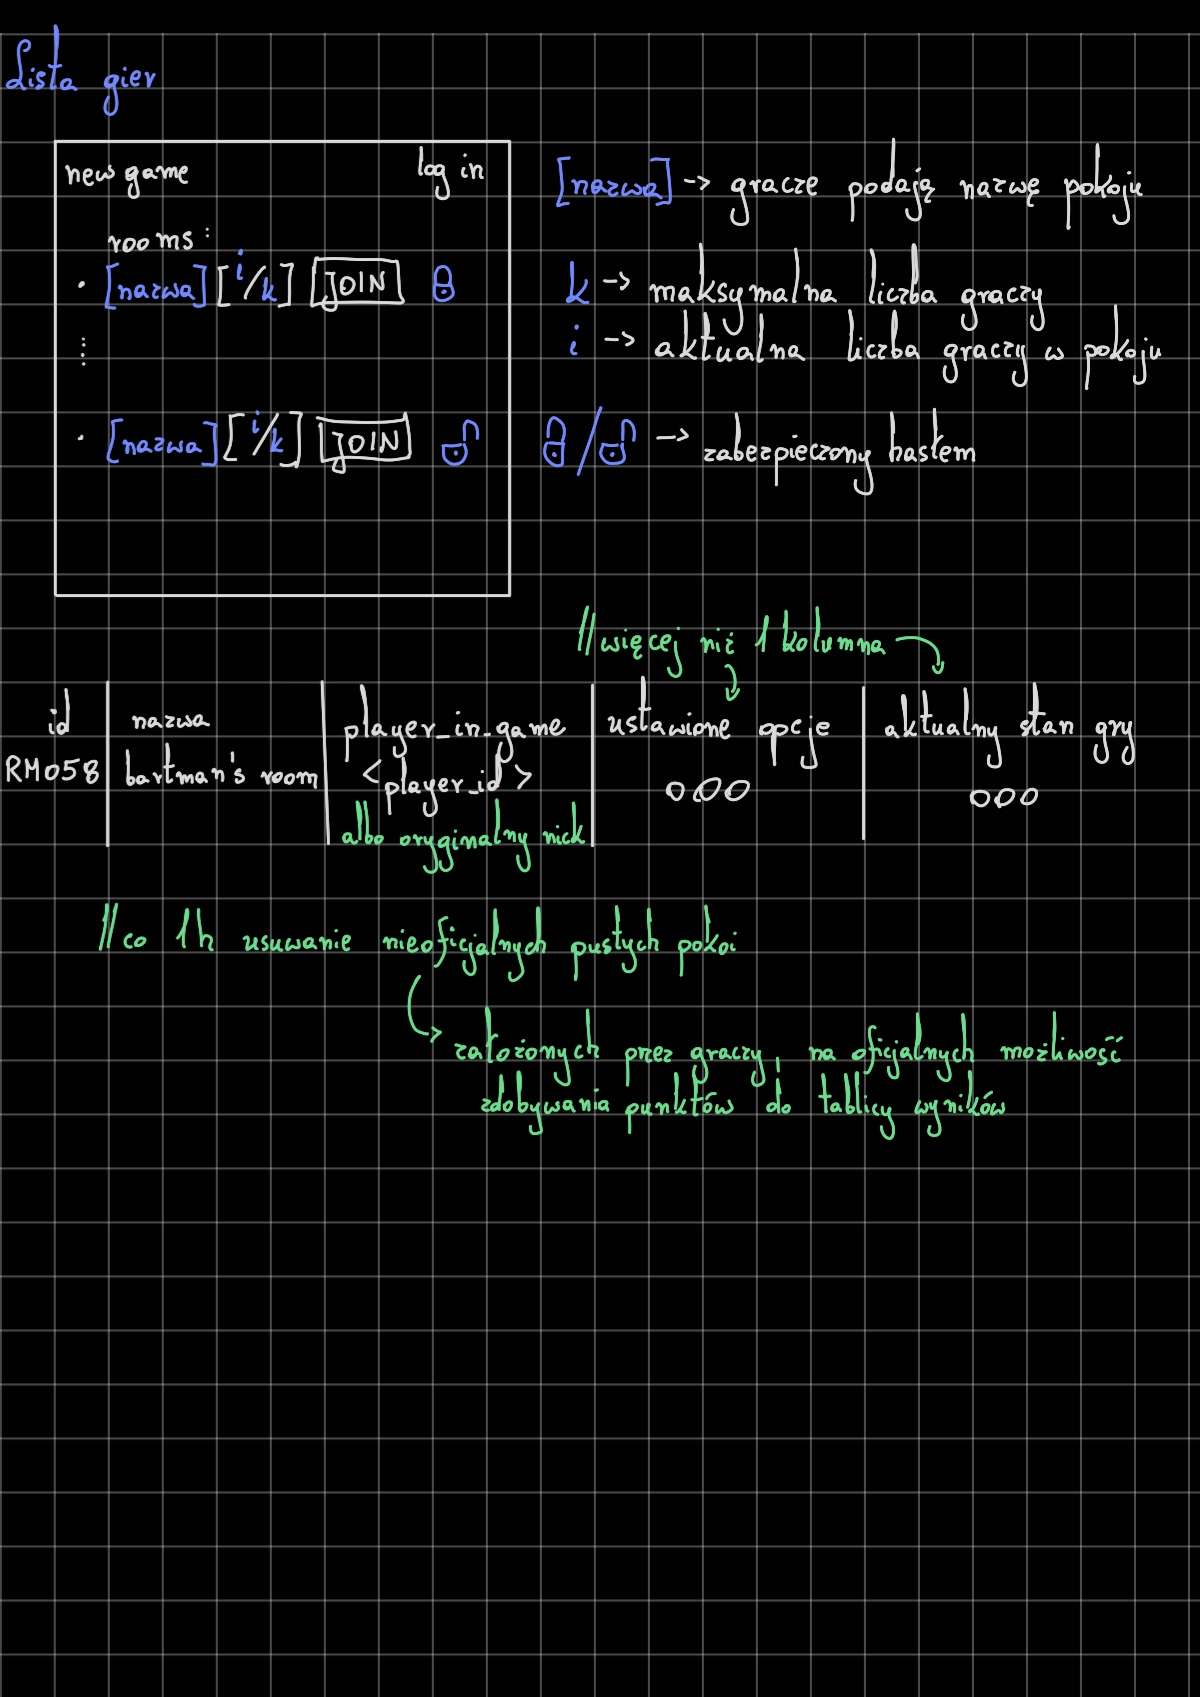 Lista gier
new game log in
rooms:
• [nazwa] [i/k] [JOIN]
⋮
• [nazwa] [i/k] [JOIN]
[nazwa] -> gracze podają nazwę pokoju
k -> maksymalna liczba graczy
i -> aktualna liczba graczy w pokoju
/ -> zabezpieczony hasłem
// więcej niż 1 kolumna
id | nazwa | player_in_game | ustawione opcje | aktualny stan gry
RM058 | bartman's room | <player_id> | ooo | ooo
albo oryginalny nick
// co 1h usuwanie nieoficjalnych pustych pokoi
-> założonych przez graczy, na oficjalnych możliwość
zdobywania punktów do tablicy wyników